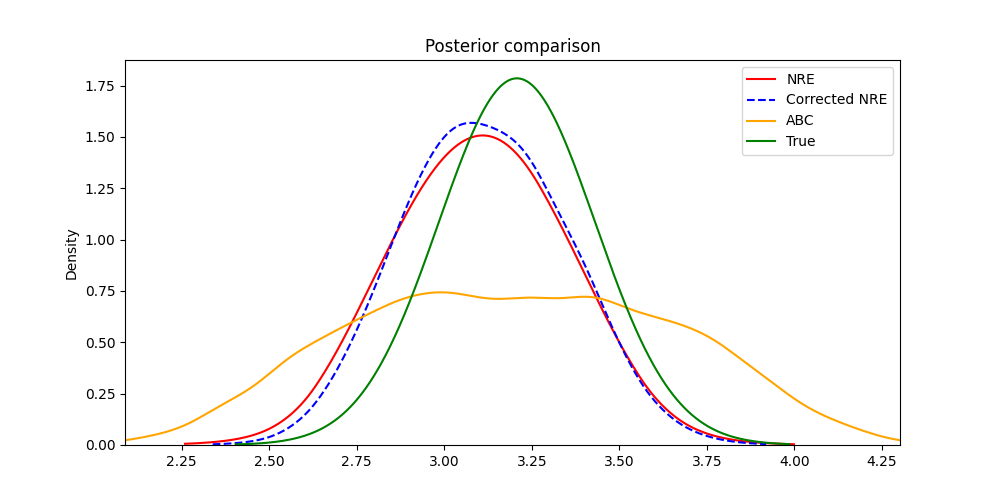 Posterior comparison
NRE
Corrected NRE
ABC
True
Density
1.75
1.50
1.25
1.00
0.75
0.50
0.25
0.00
2.25 2.50 2.75 3.00 3.25 3.50 3.75 4.00 4.25